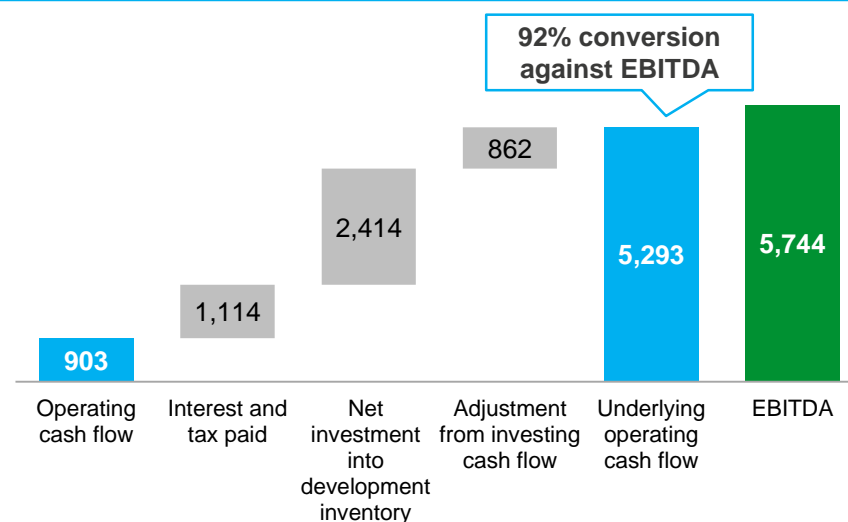 92% conversion
against EBITDA
862
2,414
5,293
5,744
1,114
903
Operating
cash flow
Interest and
tax paid
Net
investment
into
development
inventory
Adjustment
from investing
cash flow
Underlying
operating
cash flow
EBITDA